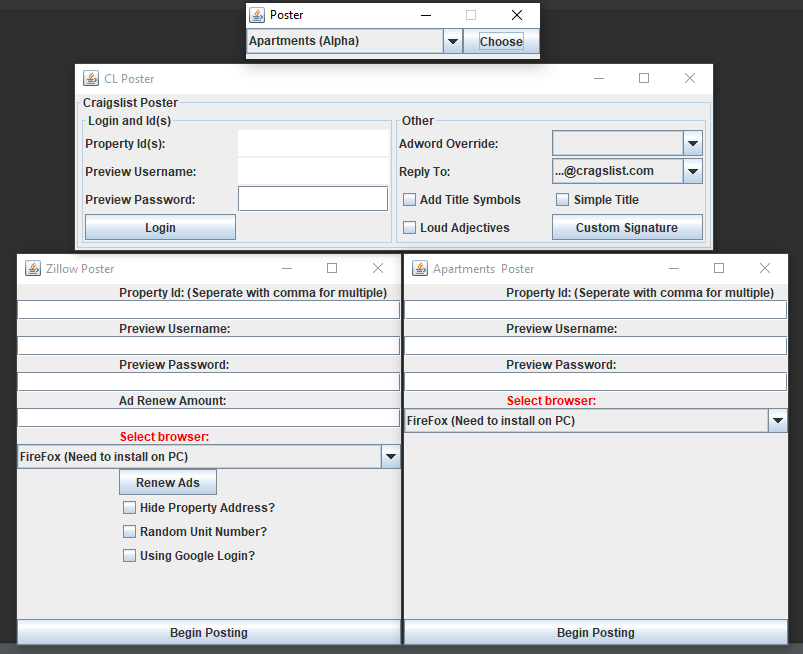 Poster
Apartments (Alpha)
Choose
CL Poster
Craigslist Poster
Login and Id(s)
Property Id(s):
Preview Username:
Preview Password:
Login
Other
Adword Override:
Reply To:
...@cragslist.com
Add Title Symbols
Simple Title
Loud Adjectives
Custom Signature
Zillow Poster
Property Id: (Seperate with comma for multiple)
Preview Username:
Preview Password:
Ad Renew Amount:
Select browser:
FireFox (Need to install on PC)
Renew Ads
Hide Property Address?
Random Unit Number?
Using Google Login?
Begin Posting
Apartments Poster
Property Id: (Seperate with comma for multiple)
Preview Username:
Preview Password:
Select browser:
FireFox (Need to install on PC)
Begin Posting